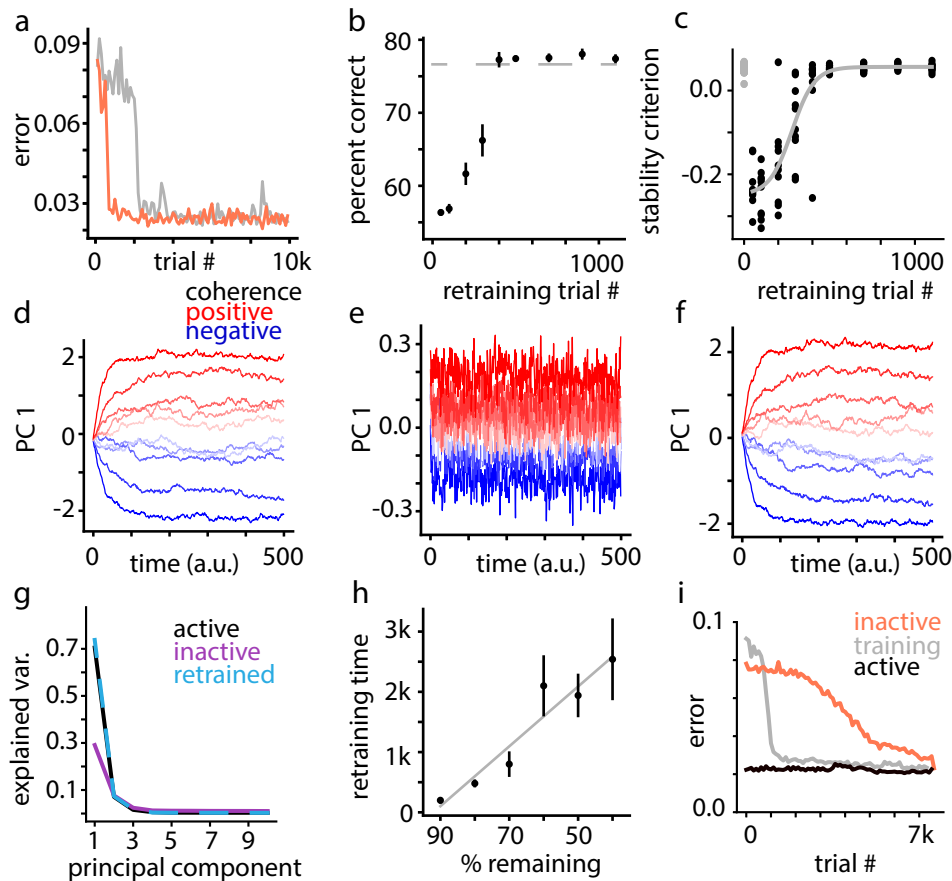 a
0.09
0.06
0.03
error
0
trial #
10k
b
80
70
60
percent correct
0
1000
retraining trial #
c
0.0
-0.2
stability criterion
0
1000
retraining trial #
coherence
positive
negative
d
2
0
-2
PC 1
0
500
time (a.u.)
e
0.3
0.0
-0.3
PC 1
0
500
time (a.u.)
f
2
0
-2
PC 1
0
500
time (a.u.)
g
active
inactive
retrained
0.7
0.5
0.3
0.1
explained var.
1
3
5
7
9
principal component
h
3k
2k
1k
0
retraining time
90
70
50
% remaining
i
inactive
training
active
0.1
0.0
error
0
7k
trial #